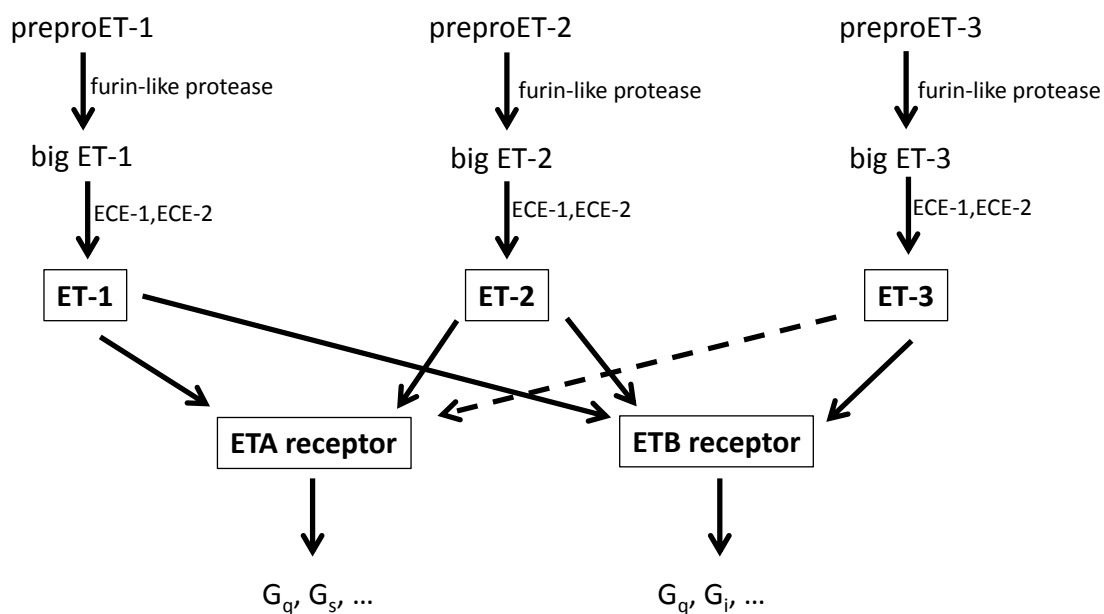 preproET-1 preproET-2 preproET-3
furin-like protease furin-like protease furin-like protease
big ET-1 big ET-2 big ET-3
ECE-1,ECE-2 ECE-1,ECE-2 ECE-1,ECE-2
ET-1 ET-2 ET-3
ETA receptor ETB receptor
Gq, Gs, ... Gq, Gi, ...